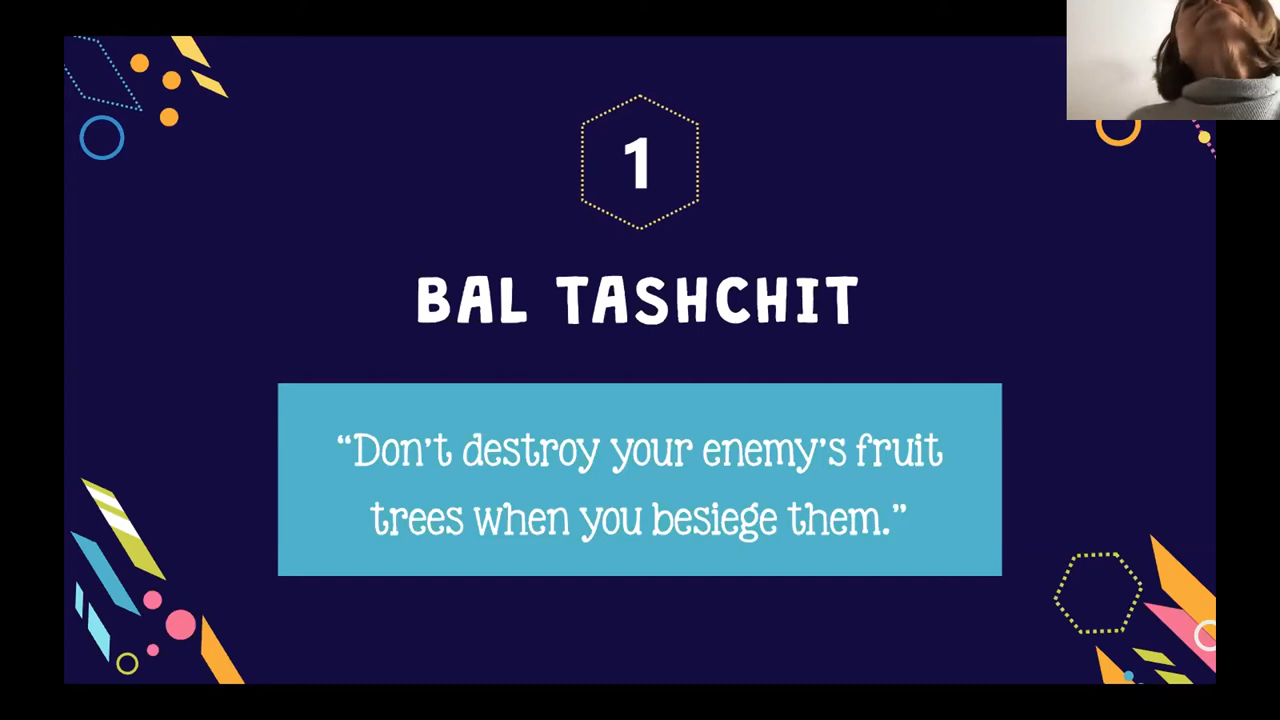 1
BAL TASHCHIT
“Don’t destroy your enemy’s fruit
trees when you besiege them.”